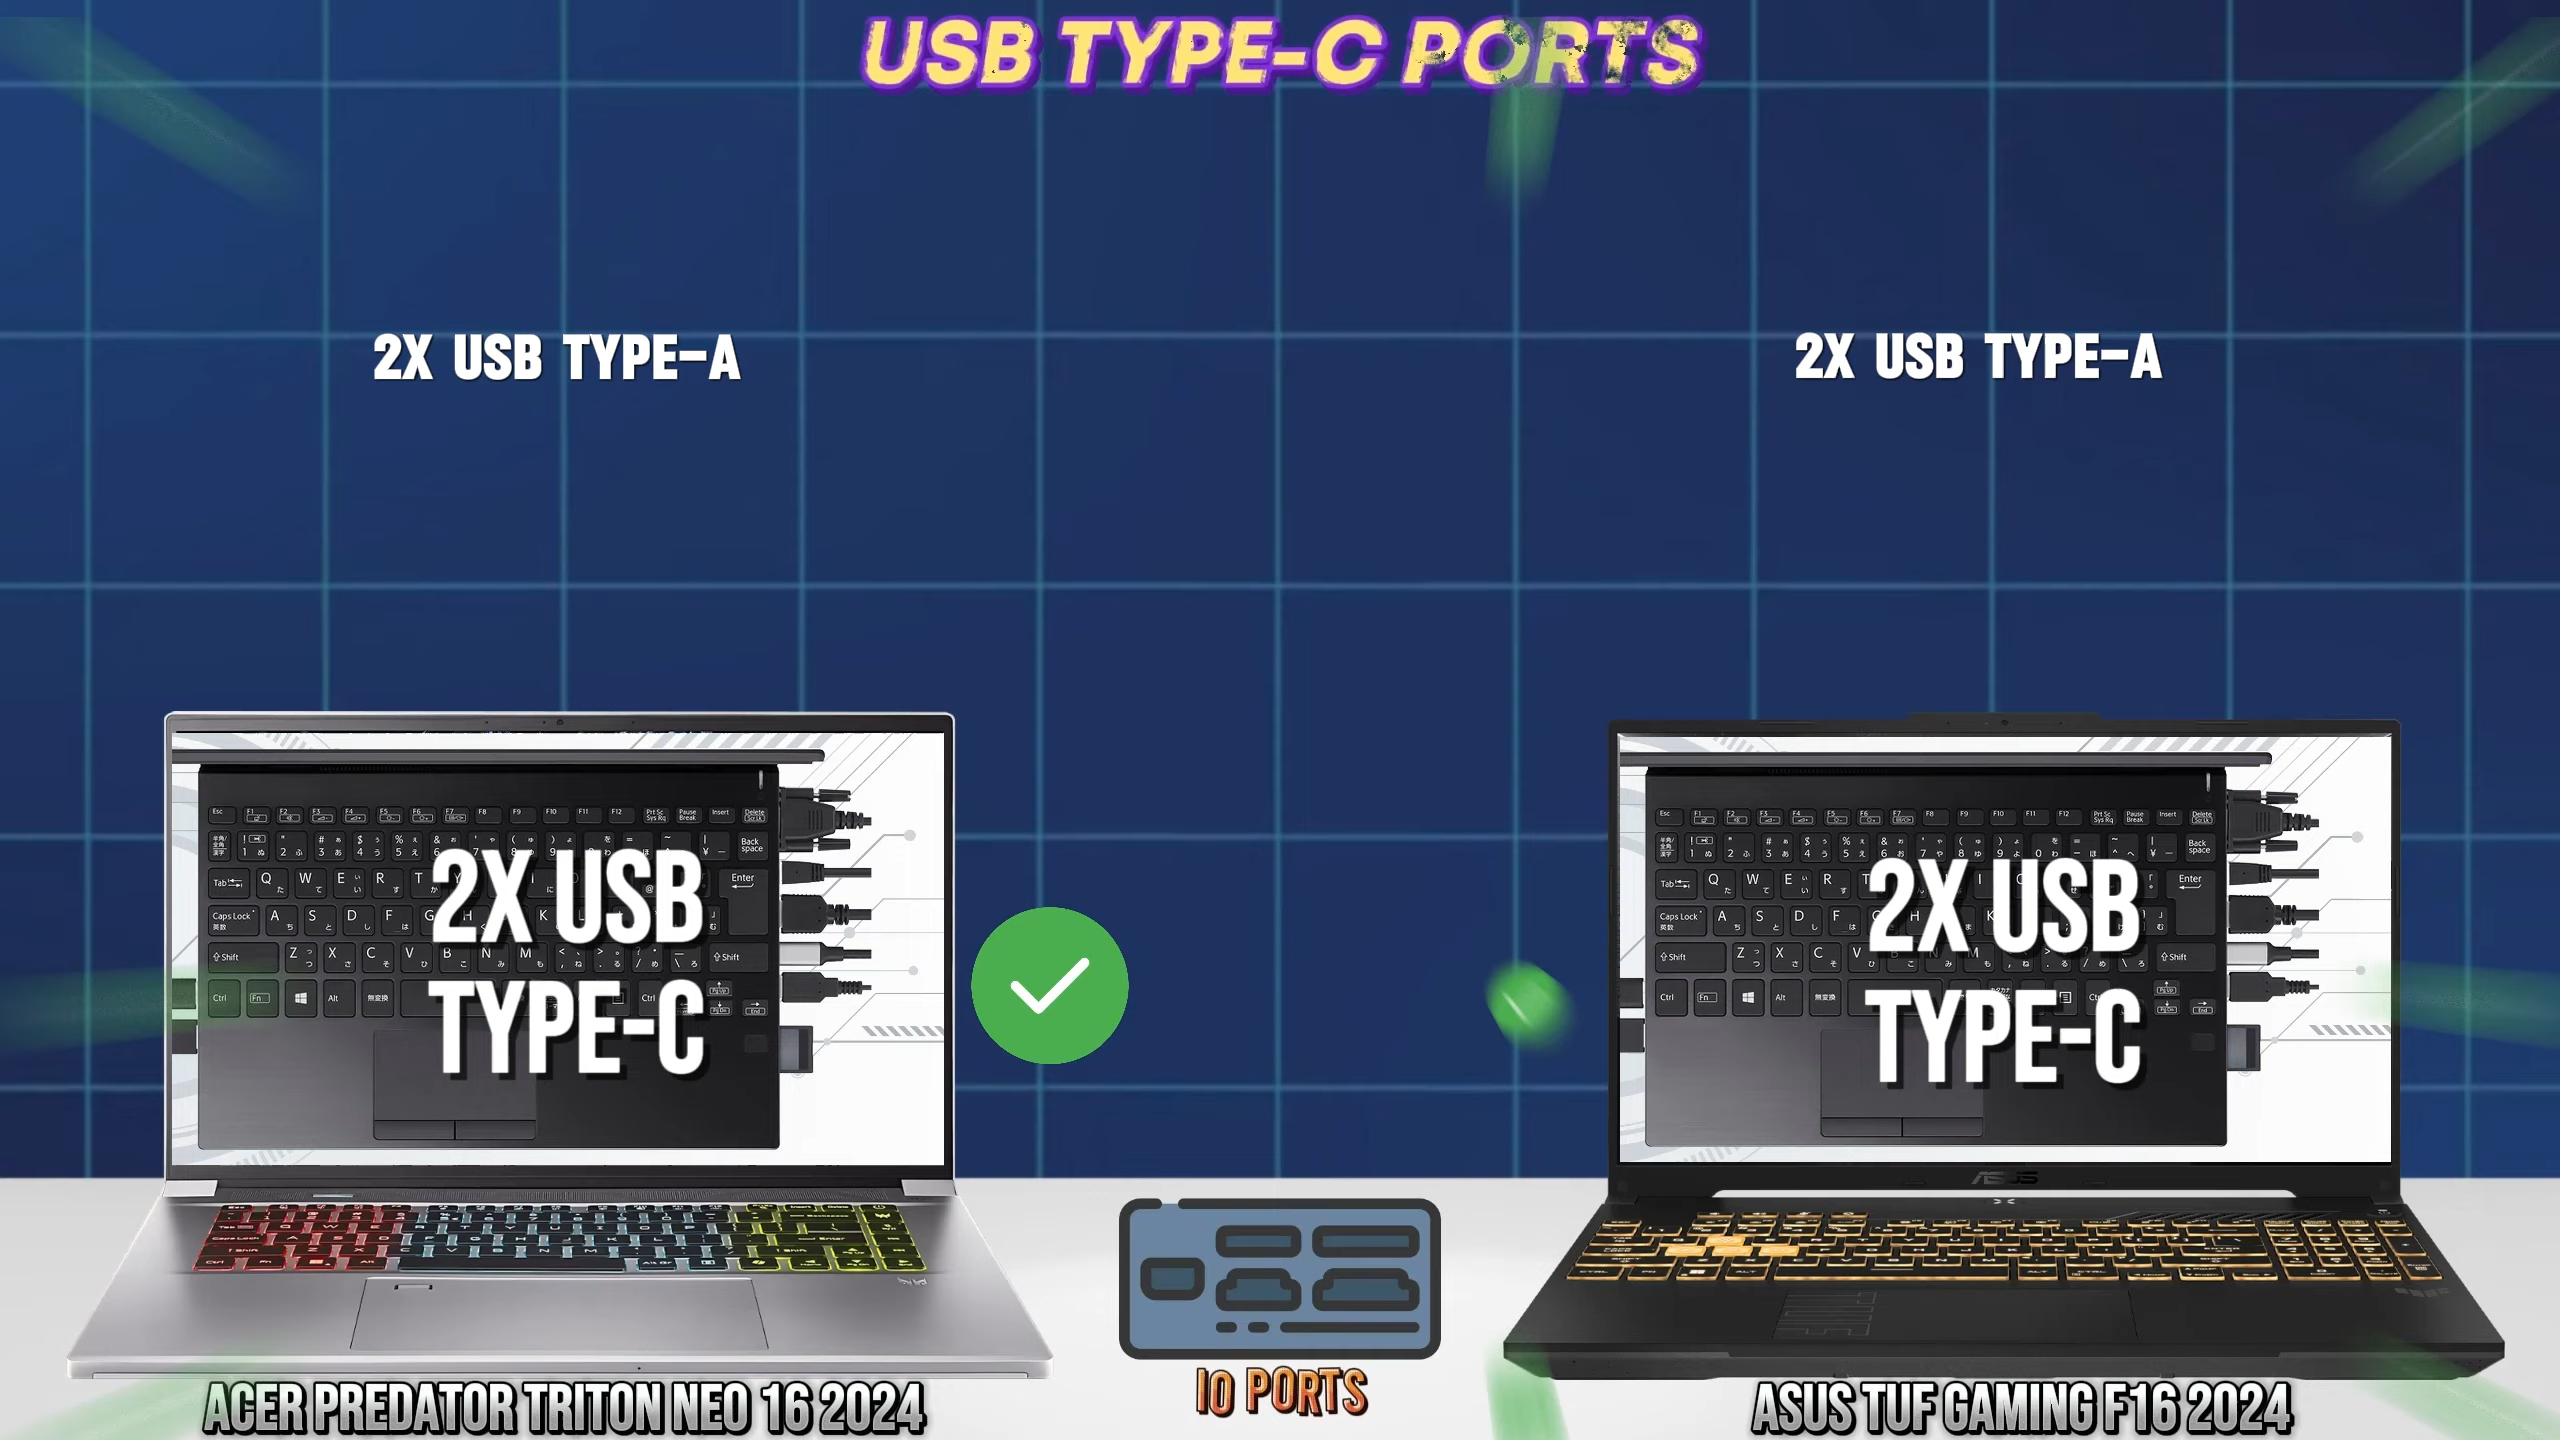 USB TYPE-C PORTS
2X USB TYPE-A
2X USB TYPE-A
2X USB
TYPE-C
2X USB
TYPE-C
ASUS
IO PORTS
ACER PREDATOR TRITON NEO 16 2024
ASUS TUF GAMING F16 2024